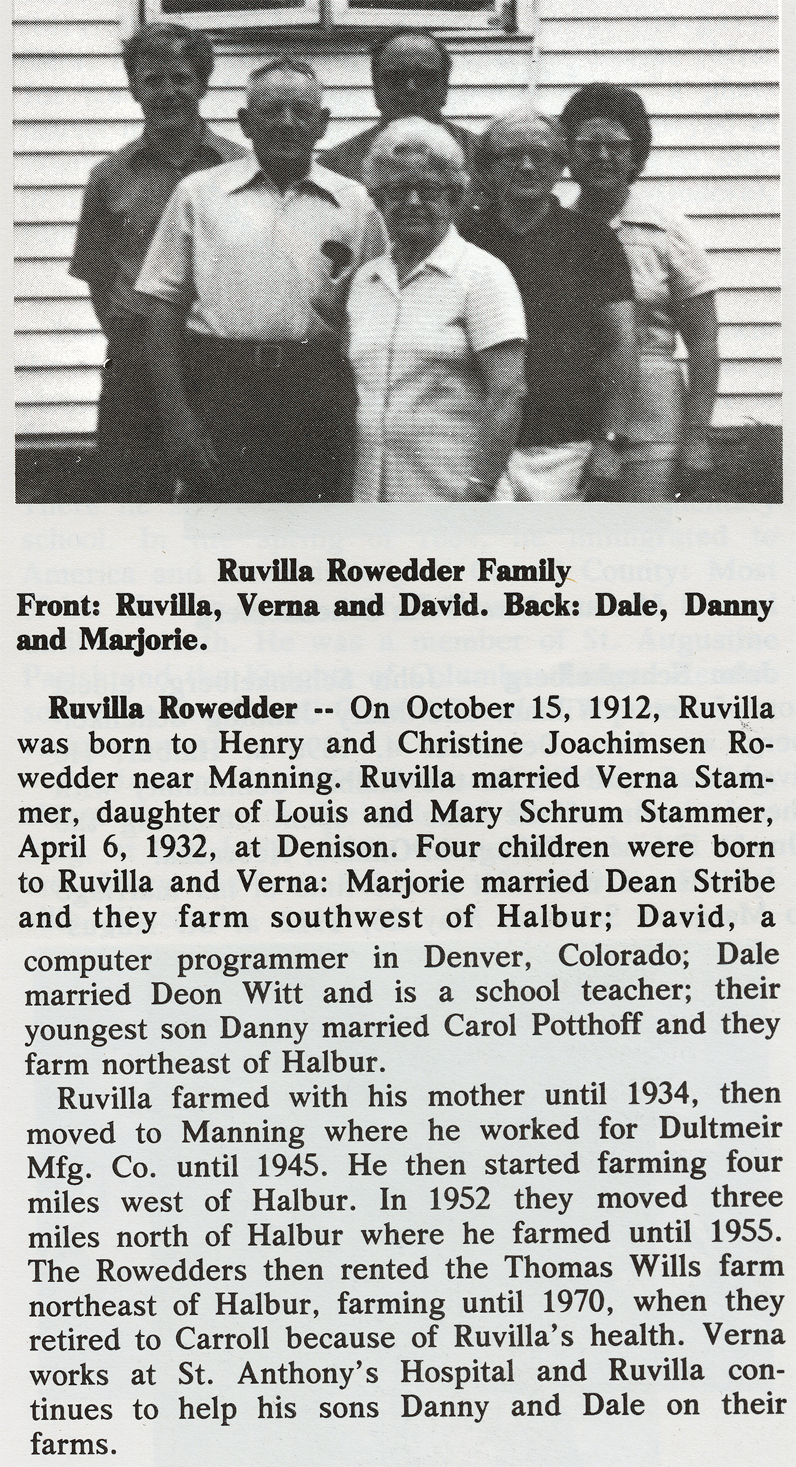 Ruvilla Rowedder Family
Front: Ruvilla, Verna and David. Back: Dale, Danny
and Marjorie.
Ruvilla Rowedder -- On October 15, 1912, Ruvilla
was born to Henry and Christine Joachimsen Ro-
wedder near Manning. Ruvilla married Verna Stam-
mer, daughter of Louis and Mary Schrum Stammer,
April 6, 1932, at Denison. Four children were born
to Ruvilla and Verna: Marjorie married Dean Stribe
and they farm southwest of Halbur; David, a
computer programmer in Denver, Colorado; Dale
married Deon Witt and is a school teacher; their
youngest son Danny married Carol Potthoff and they
farm northeast of Halbur.
Ruvilla farmed with his mother until 1934, then
moved to Manning where he worked for Dultmeir
Mfg. Co. until 1945. He then started farming four
miles west of Halbur. In 1952 they moved three
miles north of Halbur where he farmed until 1955.
The Rowedders then rented the Thomas Wills farm
northeast of Halbur, farming until 1970, when they
retired to Carroll because of Ruvilla's health. Verna
works at St. Anthony's Hospital and Ruvilla con-
tinues to help his sons Danny and Dale on their
farms.